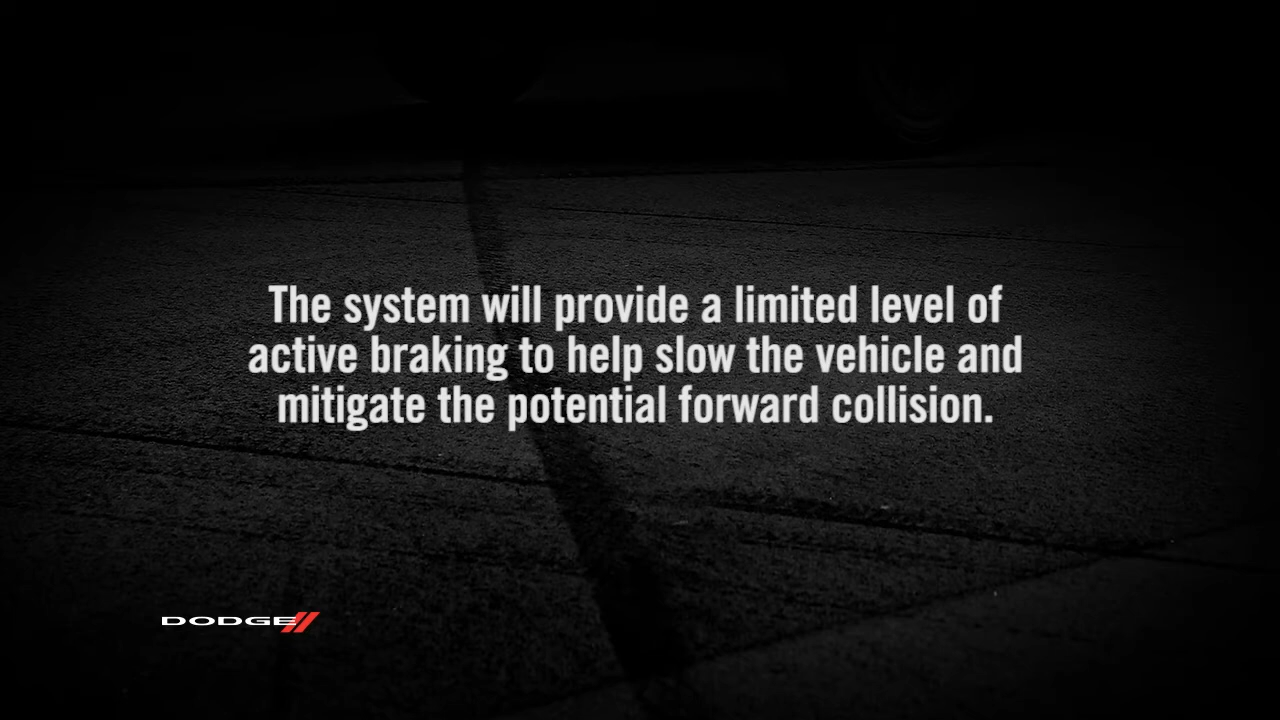 The system will provide a limited level of
active braking to help slow the vehicle and
mitigate the potential forward collision.
DODGE